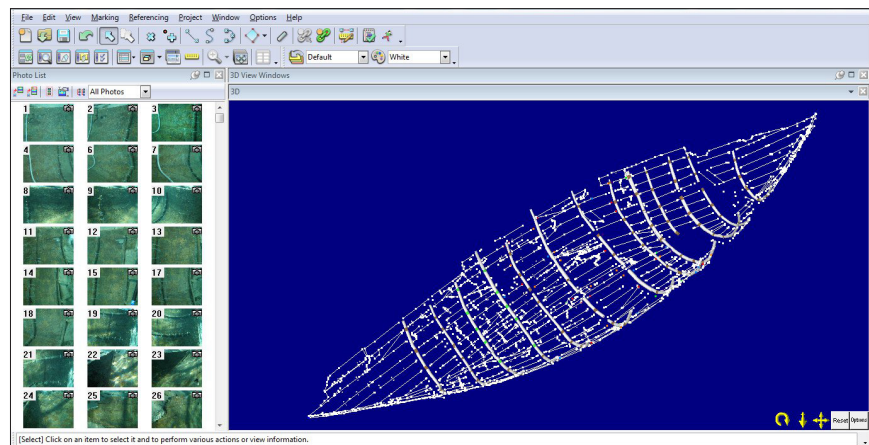 File Edit View Marking Referencing Project Window Options Help
Default White
Photo List
3D View Windows
All Photos
3D
1 2 3
4 6 7
8 9 10
11 12 13
14 15 17
18 19 20
21 22 23
24 25 26
Reset Options
[Select] Click on an item to select it and to perform various actions or view information.